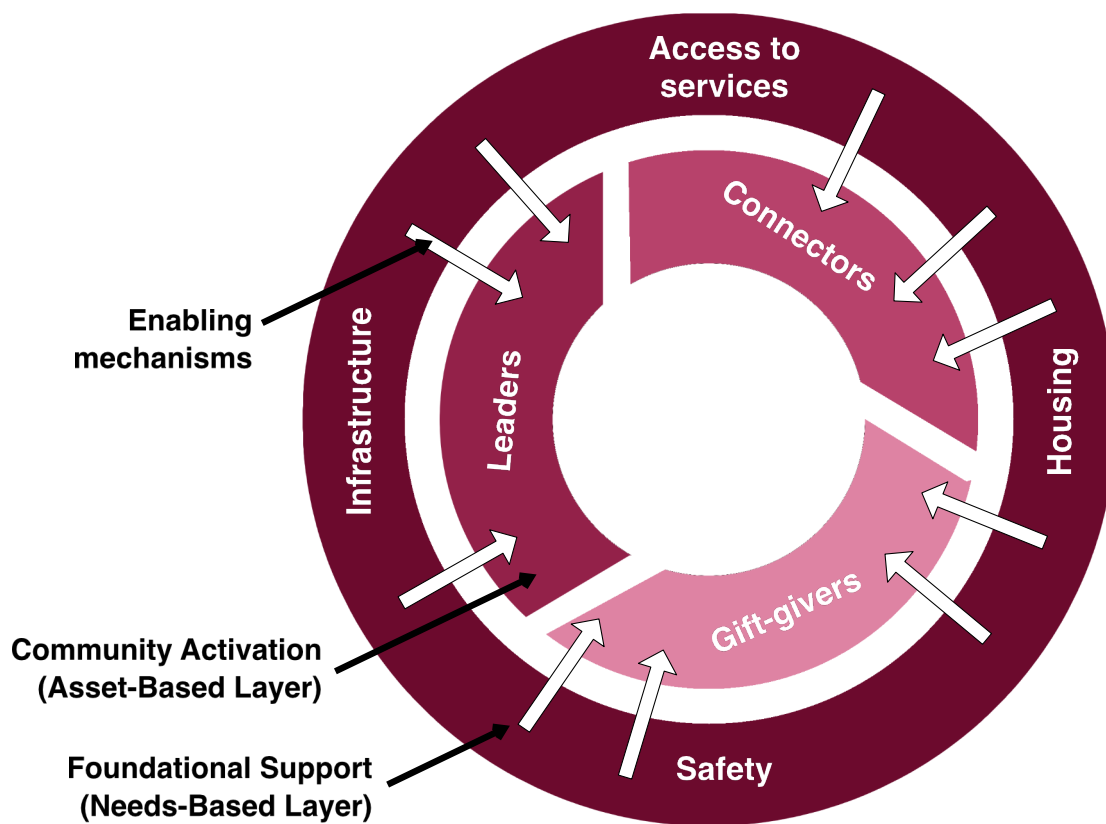 Access to
services
Connectors
Enabling
mechanisms
Infrastructure
Leaders
Housing
Gift-givers
Community Activation
(Asset-Based Layer)
Foundational Support
(Needs-Based Layer)
Safety